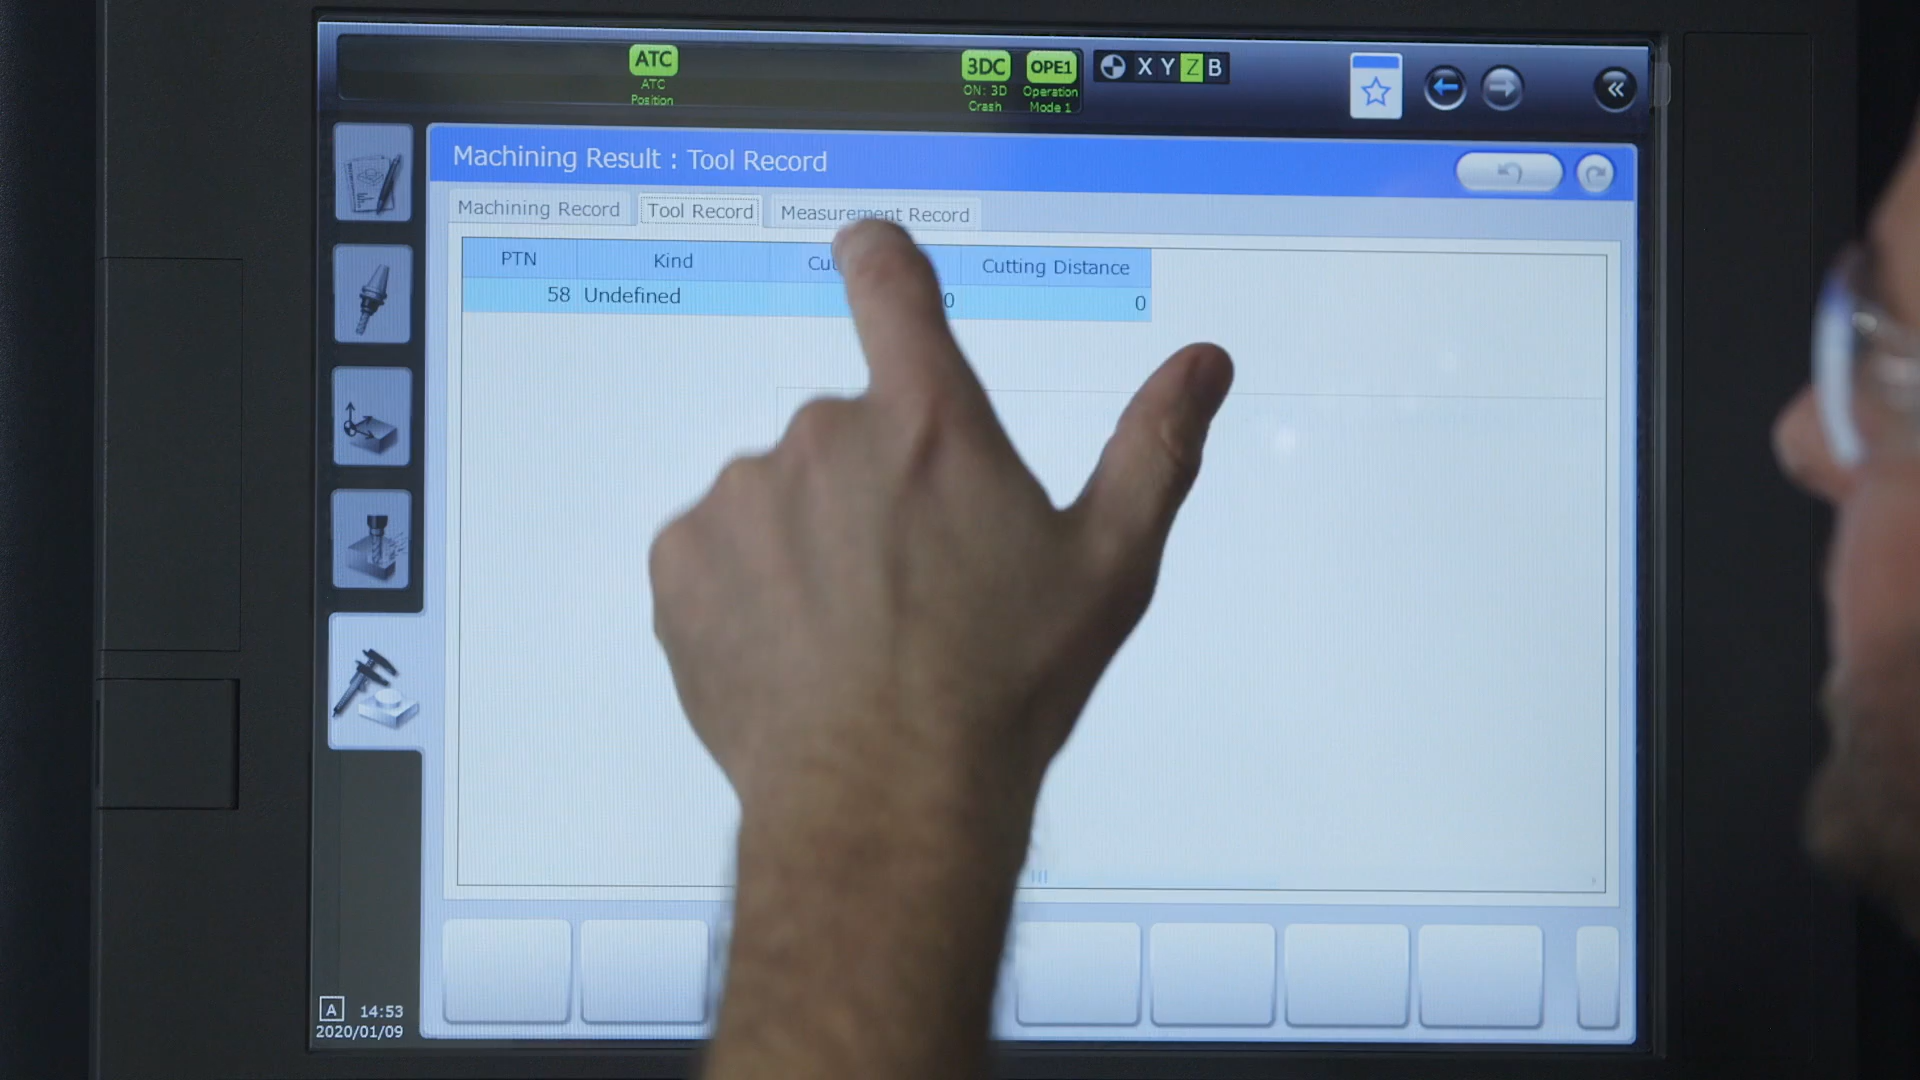 ATC
ATC
Position
3DC
ON: 3D
Crash
OPE1
Operation
Mode 1
X Y Z B
Machining Result : Tool Record
Machining Record
Tool Record
Measurement Record
PTN Kind Cutting Distance
58 Undefined 0 0
A 14:53
2020/01/09